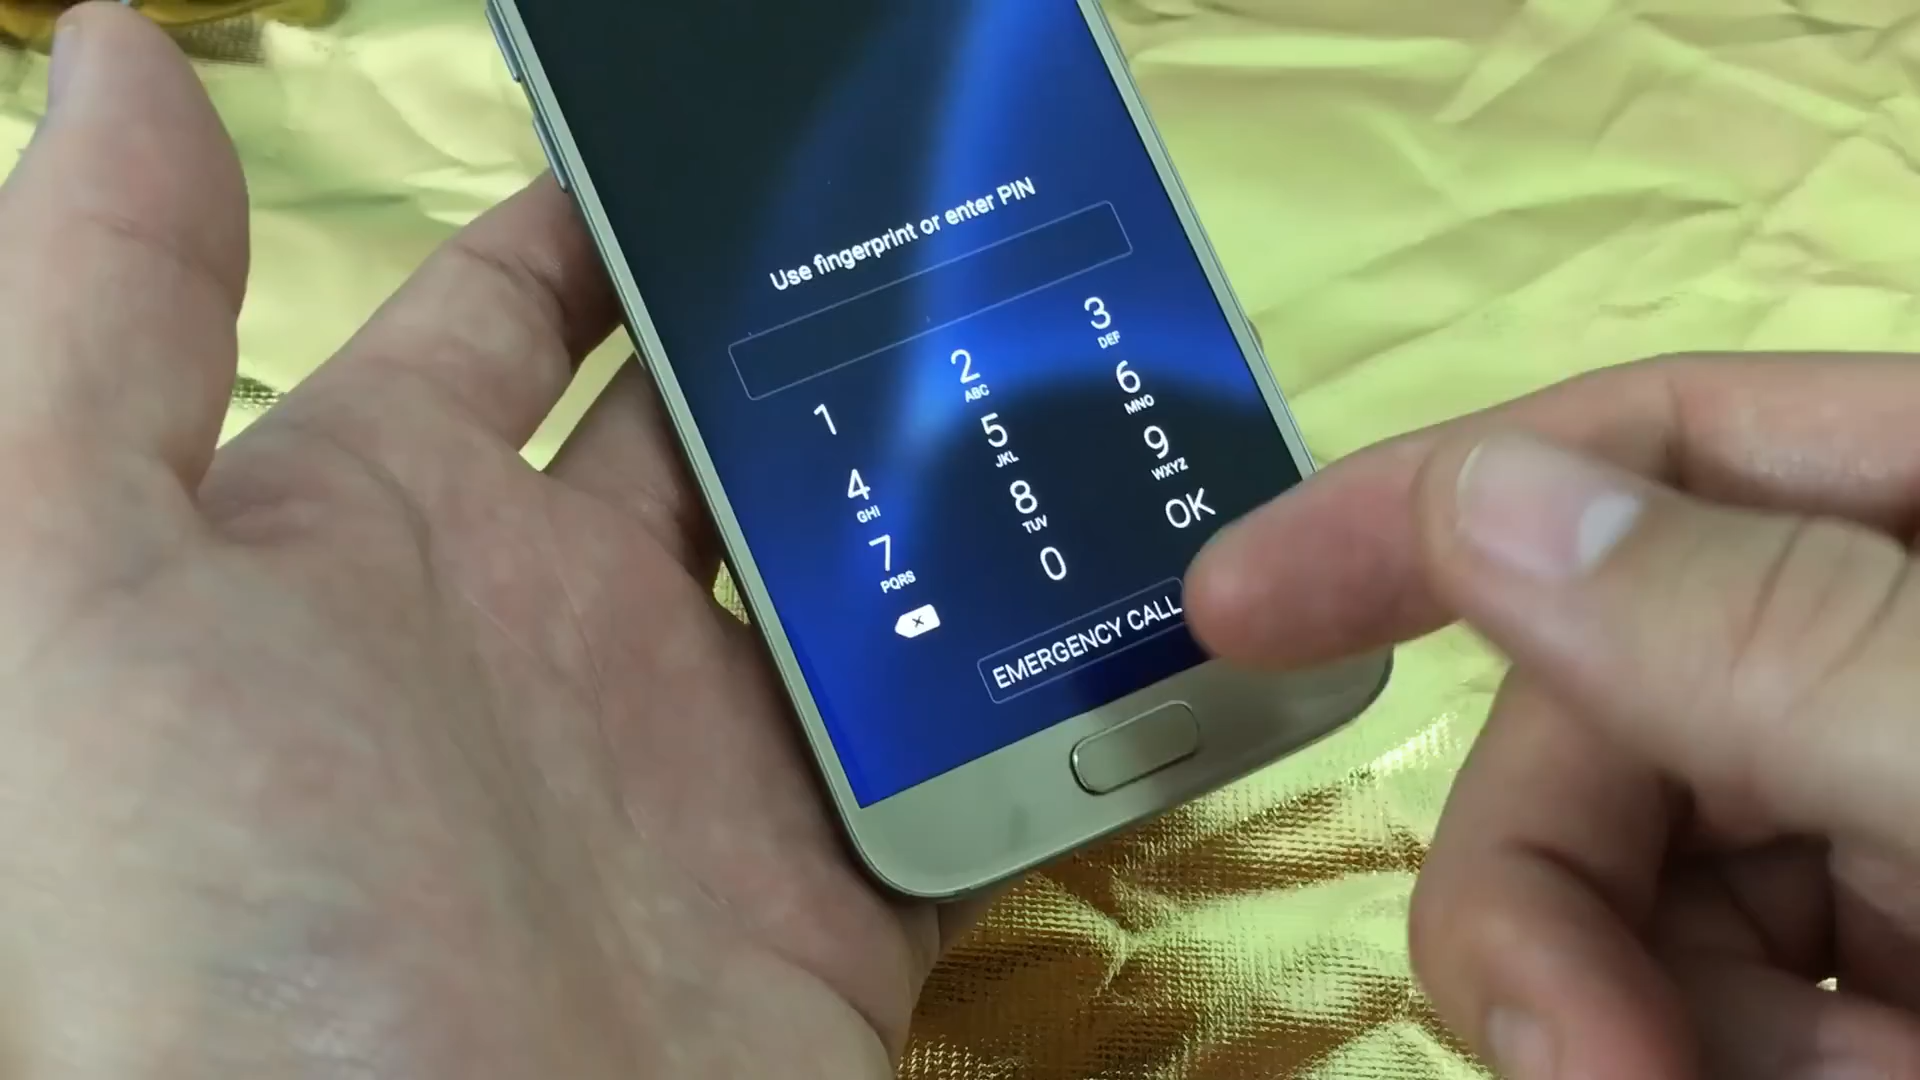 Use fingerprint or enter PIN
1 2 3
ABC DEF
4 5 6
GHI JKL MNO
7 8 9
PQRS TUV WXYZ
0 OK
EMERGENCY CALL